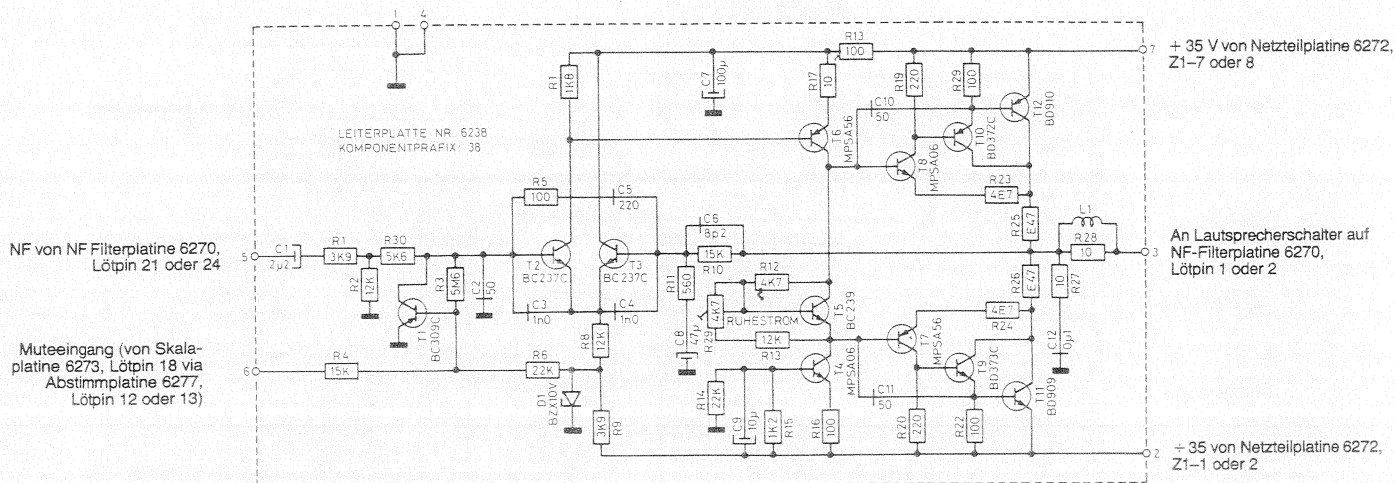 1
4
R13
100
7
+ 35 V von Netzteilplatine 6272,
Z1–7 oder 8
R1
1K8
C7
100µ
R17
10
R19
220
R29
100
C10
50
T12
BD910
LEITERPLATTE NR. 6238
KOMPONENTPRAFIX: 38
T6
MPSA56
T10
BD372C
T8
MPSA06
R5
100
C5
220
R23
4E7
R25
E47
L1
C6
8p2
R28
10
NF von NF Filterplatine 6270,
Lötpin 21 oder 24
5
C1
2µ2
R1
3K9
R30
5K6
T2
BC237C
T3
BC237C
15K
R10
3
An Lautsprecherschalter auf
NF-Filterplatine 6270,
Lötpin 1 oder 2
R2
12K
R3
5M6
C2
50
R11
560
R12
4K7
R26
E47
10
R27
C3
1n0
C4
1n0
R29
4K7
T5
BC239
RUHESTROM
4E7
R24
T1
BC309C
R8
12K
C8
47µ
12K
R13
T7
MPSA56
C12
0µ1
Muteeingang (von Skala-
platine 6273, Lötpin 18 via
Abstimmplatine 6277,
Lötpin 12 oder 13)
6
R4
15K
R6
22K
T4
MPSA06
T9
BD373C
D1
BZX10V
R14
22K
C11
50
T11
BD909
3K9
R9
C9
10µ
1K2
R15
R16
100
R20
220
R22
100
2
÷ 35 von Netzteilplatine 6272,
Z1–1 oder 2